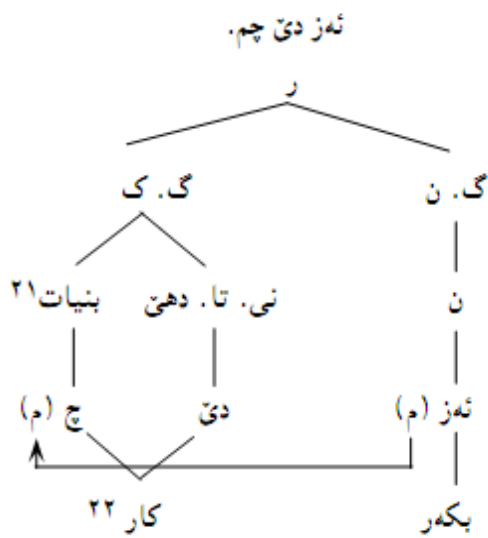 ئەز دێ چم.
ر
گ. ن گ. ک
ن نی. تا. دهێ بنیات٢١
ئەز (م) دێ چ (م)
بکەر کار ٢٢